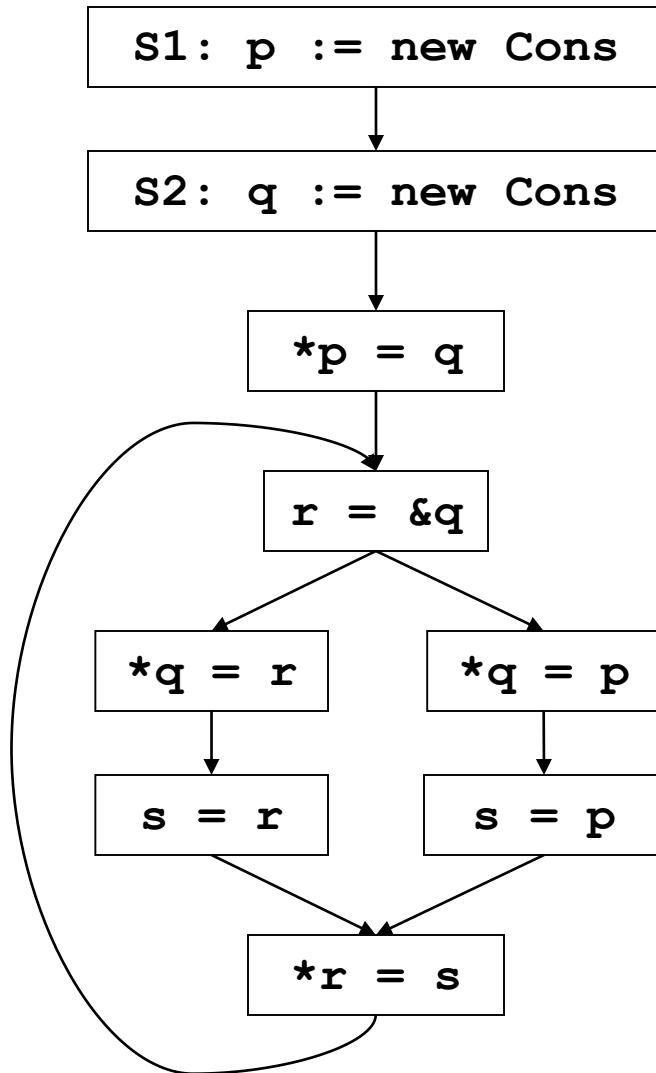 S1: p := new Cons
S2: q := new Cons
*p = q
r = &q
*q = r
*q = p
s = r
s = p
*r = s